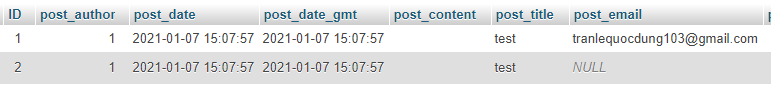 ID post_author post_date post_date_gmt post_content post_title post_email
1 1 2021-01-07 15:07:57 2021-01-07 15:07:57 test tranlequocdung103@gmail.com
2 1 2021-01-07 15:07:57 2021-01-07 15:07:57 test NULL